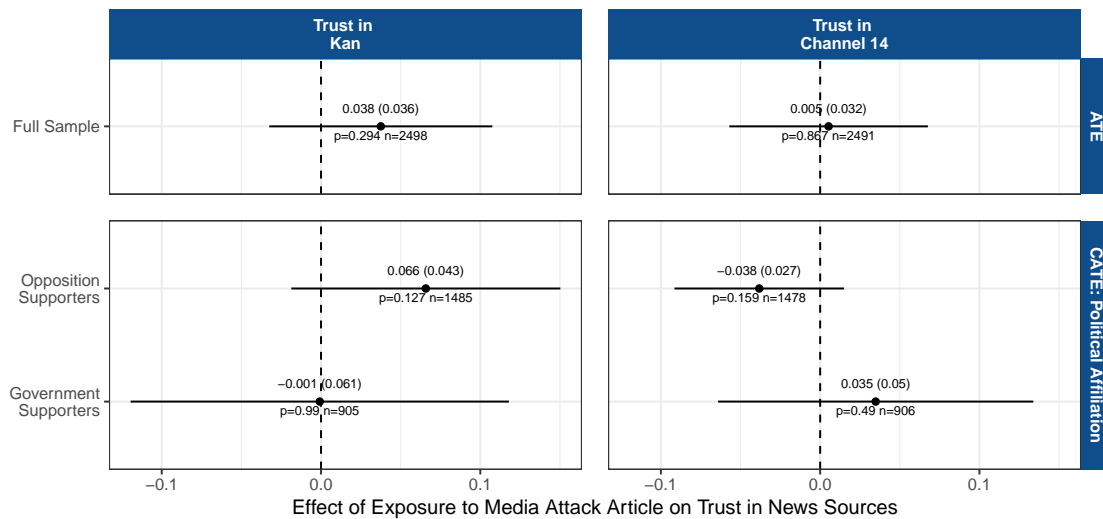 Trust in
Kan
Trust in
Channel 14
Full Sample
0.038 (0.036)
p=0.294 n=2498
0.005 (0.032)
p=0.867 n=2491
ATE
Opposition
Supporters
0.066 (0.043)
p=0.127 n=1485
−0.038 (0.027)
p=0.159 n=1478
Government
Supporters
−0.001 (0.061)
p=0.99 n=905
0.035 (0.05)
p=0.49 n=906
CATE: Political Affiliation
−0.1 0.0 0.1
−0.1 0.0 0.1
Effect of Exposure to Media Attack Article on Trust in News Sources